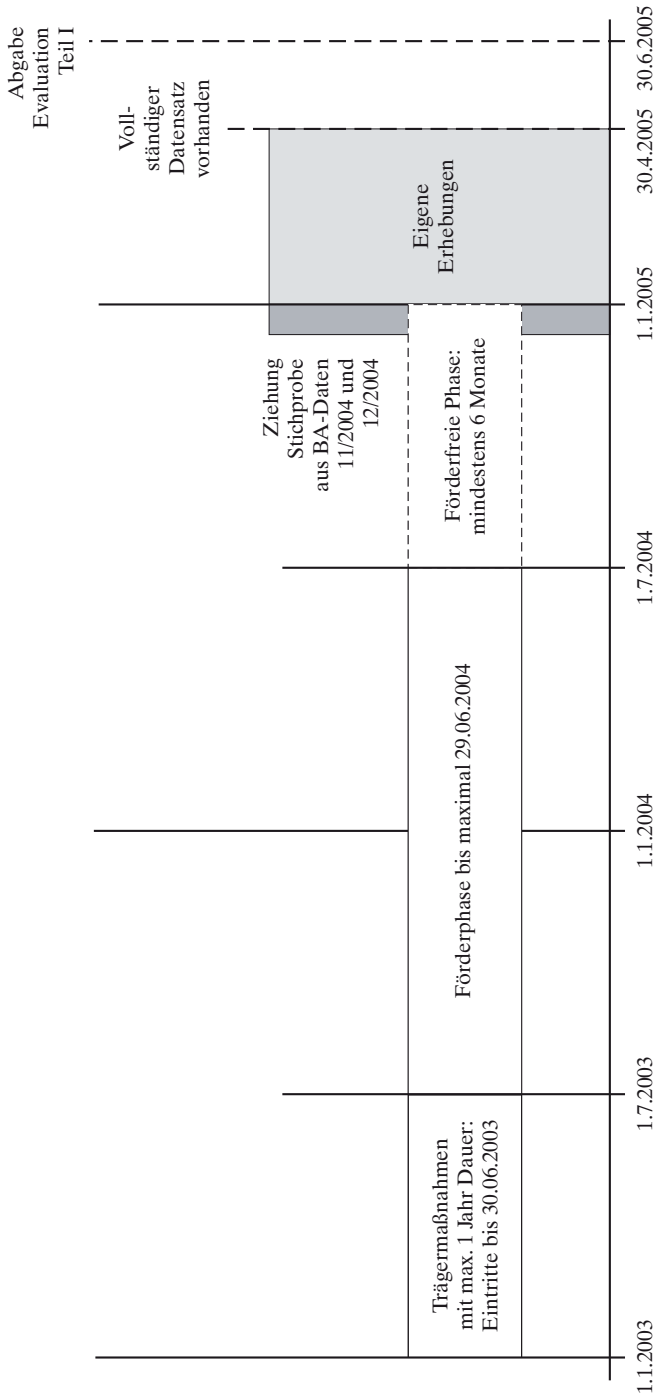 Abgabe
Evaluation
Teil I
Voll-
ständiger
Datensatz
vorhanden
Ziehung
Stichprobe
aus BA-Daten
11/2004 und
12/2004
Eigene
Erhebungen
Trägermaßnahmen
mit max. 1 Jahr Dauer:
Eintritte bis 30.06.2003
Förderphase bis maximal 29.06.2004
Förderfreie Phase:
mindestens 6 Monate
1.1.2003
1.7.2003
1.1.2004
1.7.2004
1.1.2005
30.4.2005
30.6.2005